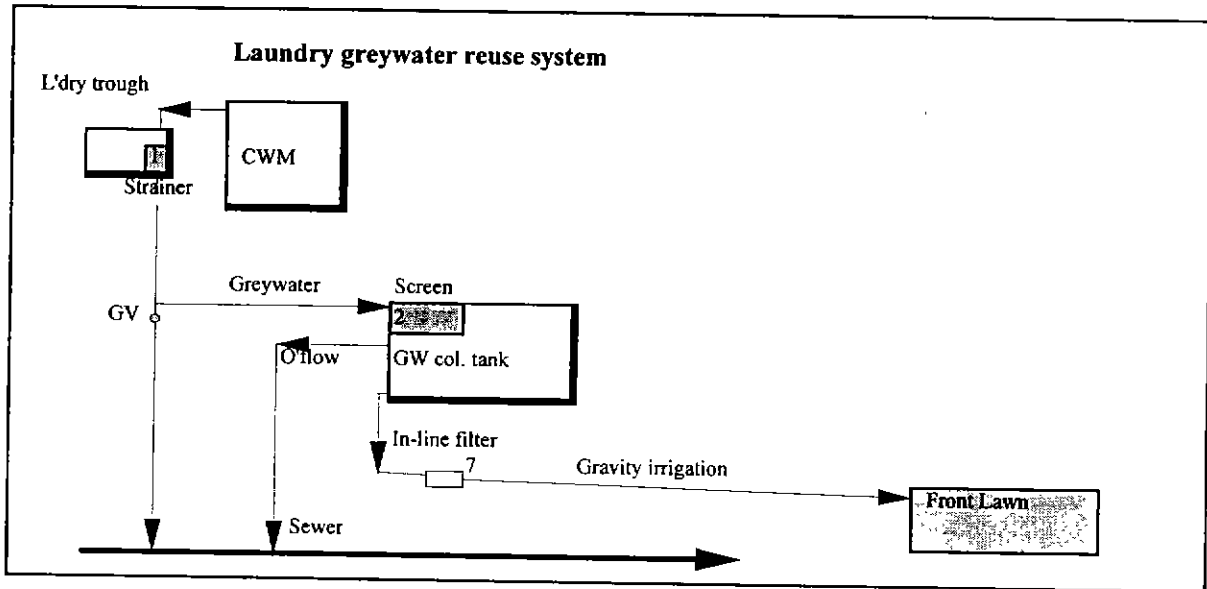 Laundry greywater reuse system
L'dry trough
1
CWM
Strainer
Greywater
Screen
GV
2
O'flow
GW col. tank
In-line filter
7
Gravity irrigation
Front Lawn
Sewer